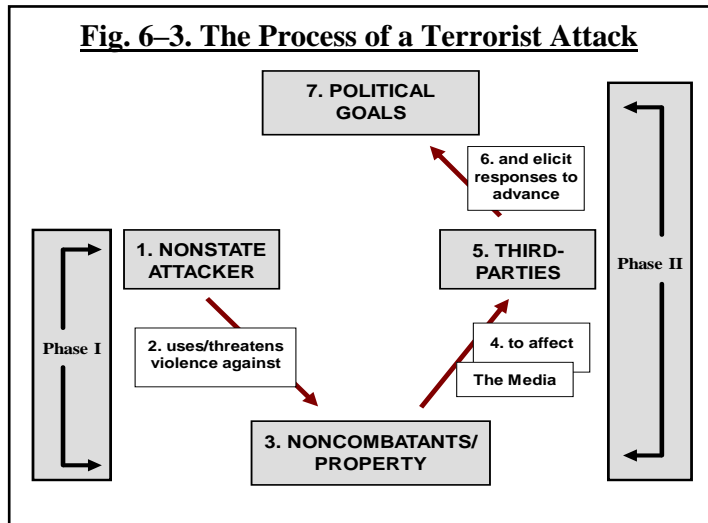 Fig. 6–3. The Process of a Terrorist Attack
7. POLITICAL
GOALS
6. and elicit
responses to
advance
1. NONSTATE
ATTACKER
5. THIRD-
PARTIES
Phase II
Phase I
2. uses/threatens
violence against
4. to affect
The Media
3. NONCOMBATANTS/
PROPERTY